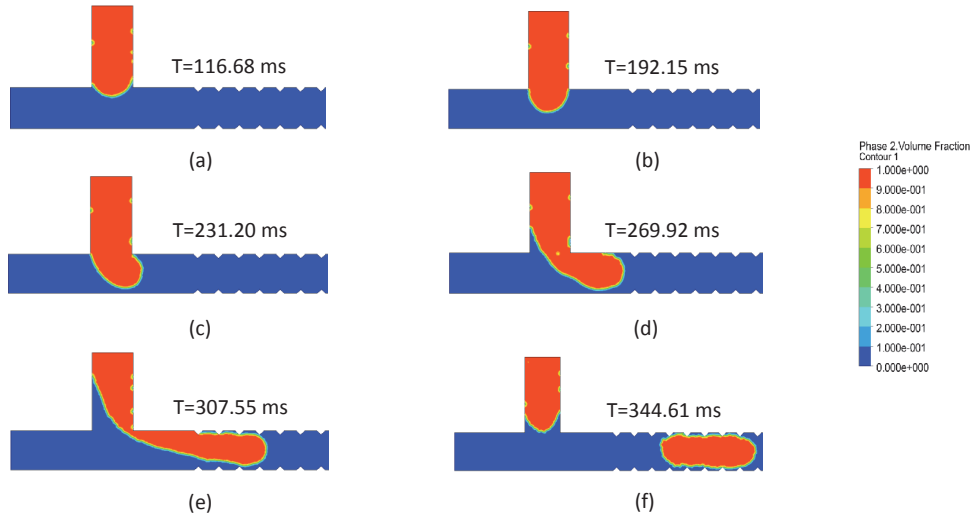 T=116.68 ms
T=192.15 ms
(a)
(b)
T=231.20 ms
T=269.92 ms
(c)
(d)
T=307.55 ms
T=344.61 ms
(e)
(f)
Phase 2.Volume Fraction
Contour 1
1.000e+000
9.000e-001
8.000e-001
7.000e-001
6.000e-001
5.000e-001
4.000e-001
3.000e-001
2.000e-001
1.000e-001
0.000e+000